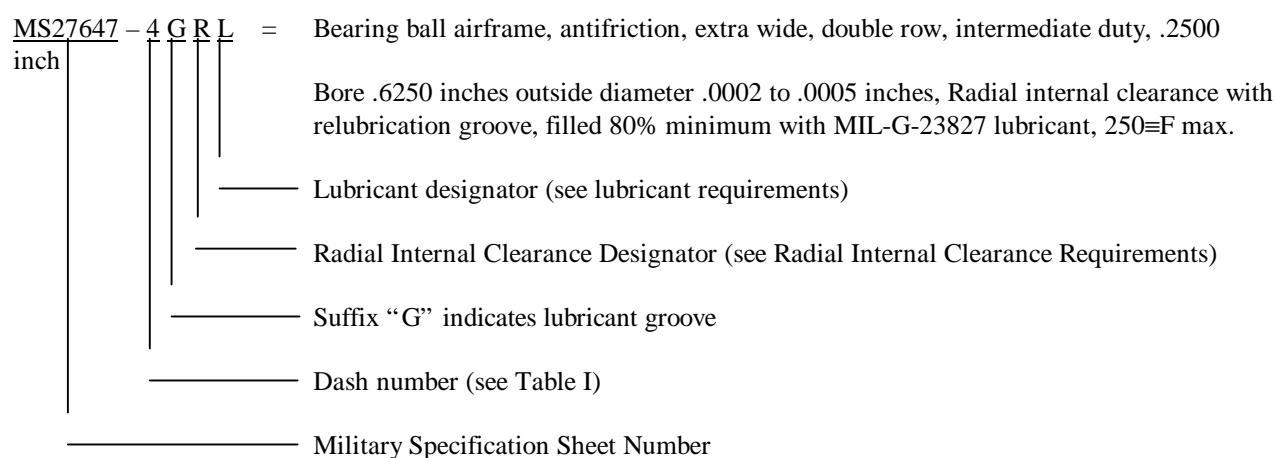 MS27647 – 4 G R L = Bearing ball airframe, antifriction, extra wide, double row, intermediate duty, .2500
inch
Bore .6250 inches outside diameter .0002 to .0005 inches, Radial internal clearance with
relubrication groove, filled 80% minimum with MIL-G-23827 lubricant, 250≡F max.
Lubricant designator (see lubricant requirements)
Radial Internal Clearance Designator (see Radial Internal Clearance Requirements)
Suffix “G” indicates lubricant groove
Dash number (see Table I)
Military Specification Sheet Number